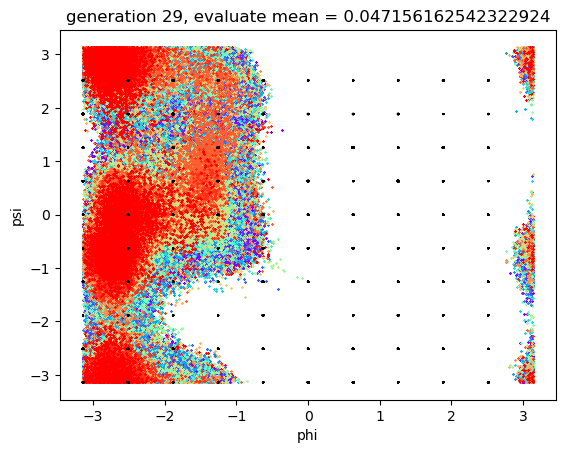 generation 29, evaluate mean = 0.047156162542322924
3
2
1
0
−1
−2
−3
psi
−3 −2 −1 0 1 2 3
phi